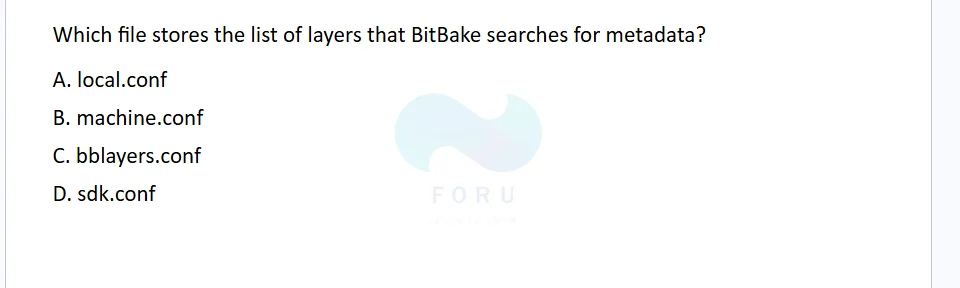 Which file stores the list of layers that BitBake searches for metadata?
A. local.conf
B. machine.conf
C. bblayers.conf
D. sdk.conf
FORU